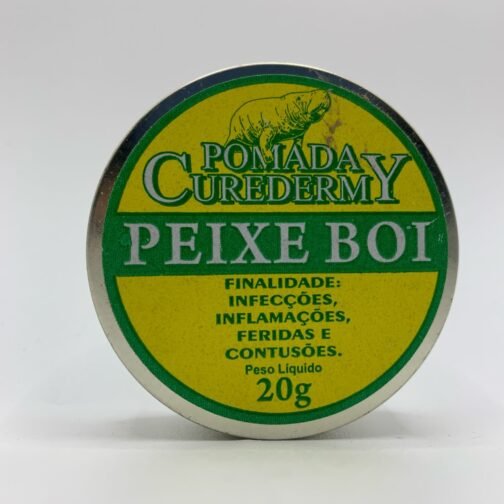 POMADA
CUREDERMY
PEIXE BOI
FINALIDADE:
INFECÇÕES,
INFLAMAÇÕES,
FERIDAS E
CONTUSÕES.
Peso Líquido
20g